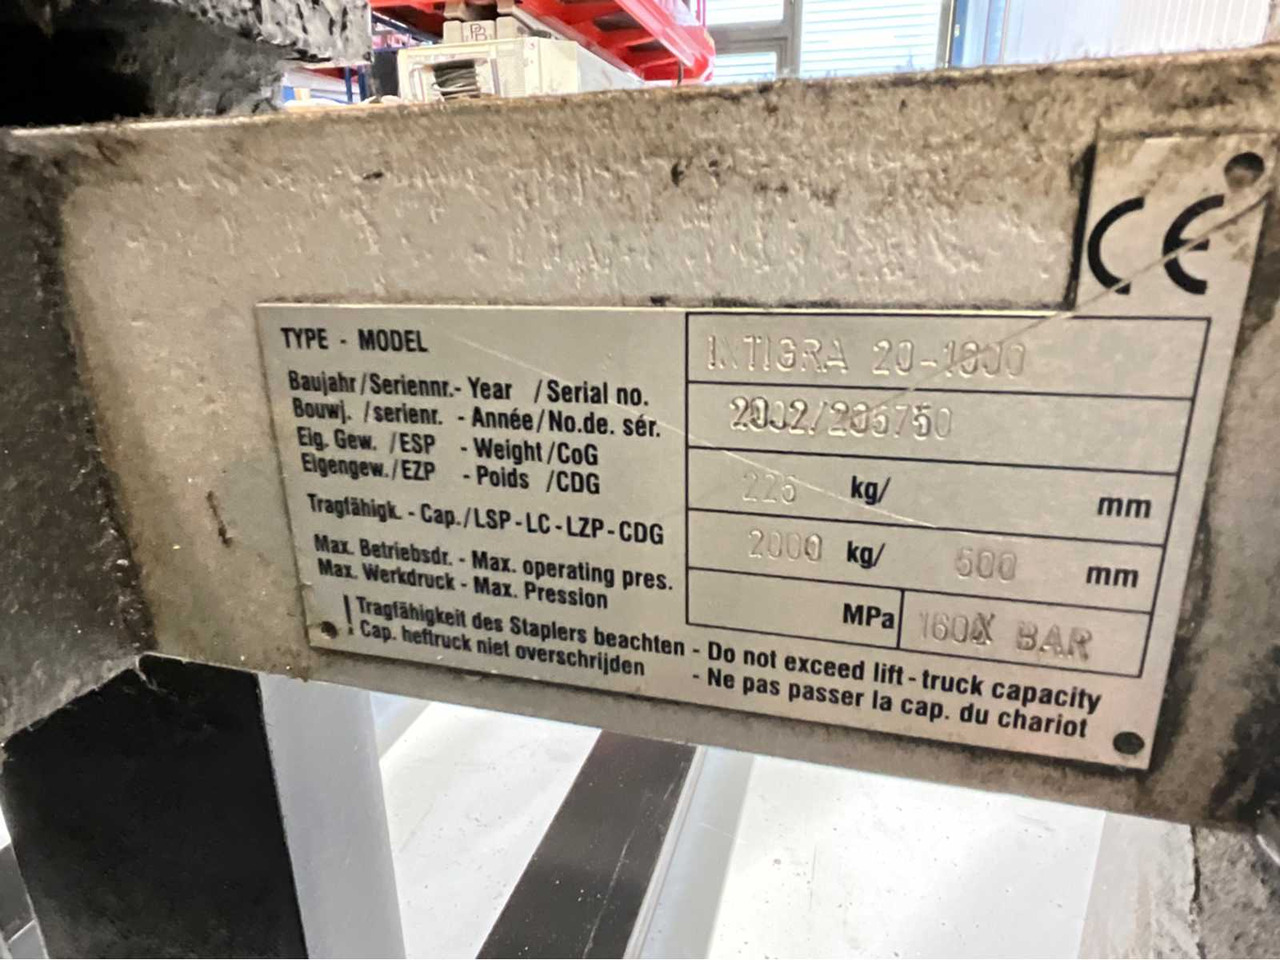 CE
TYPE - MODEL INTIGRA 20-1000
Baujahr/Seriennr.- Year /Serial no. 2002/
Bouwj. /serienr. - Année/No.de. sér.
Eig. Gew. /ESP - Weight/CoG 225 kg/ mm
Eigengew./EZP - Poids /CDG
Tragfähigk. - Cap./LSP-LC-LZP-CDG 2000 kg/ 500 mm
Max. Betriebsdr. - Max. operating pres. MPa BAR
Max. Werkdruck - Max. Pression
! Tragfähigkeit des Staplers beachten - Do not exceed lift-truck capacity
Cap. heftruck niet overschrijden - Ne pas passer la cap. du chariot